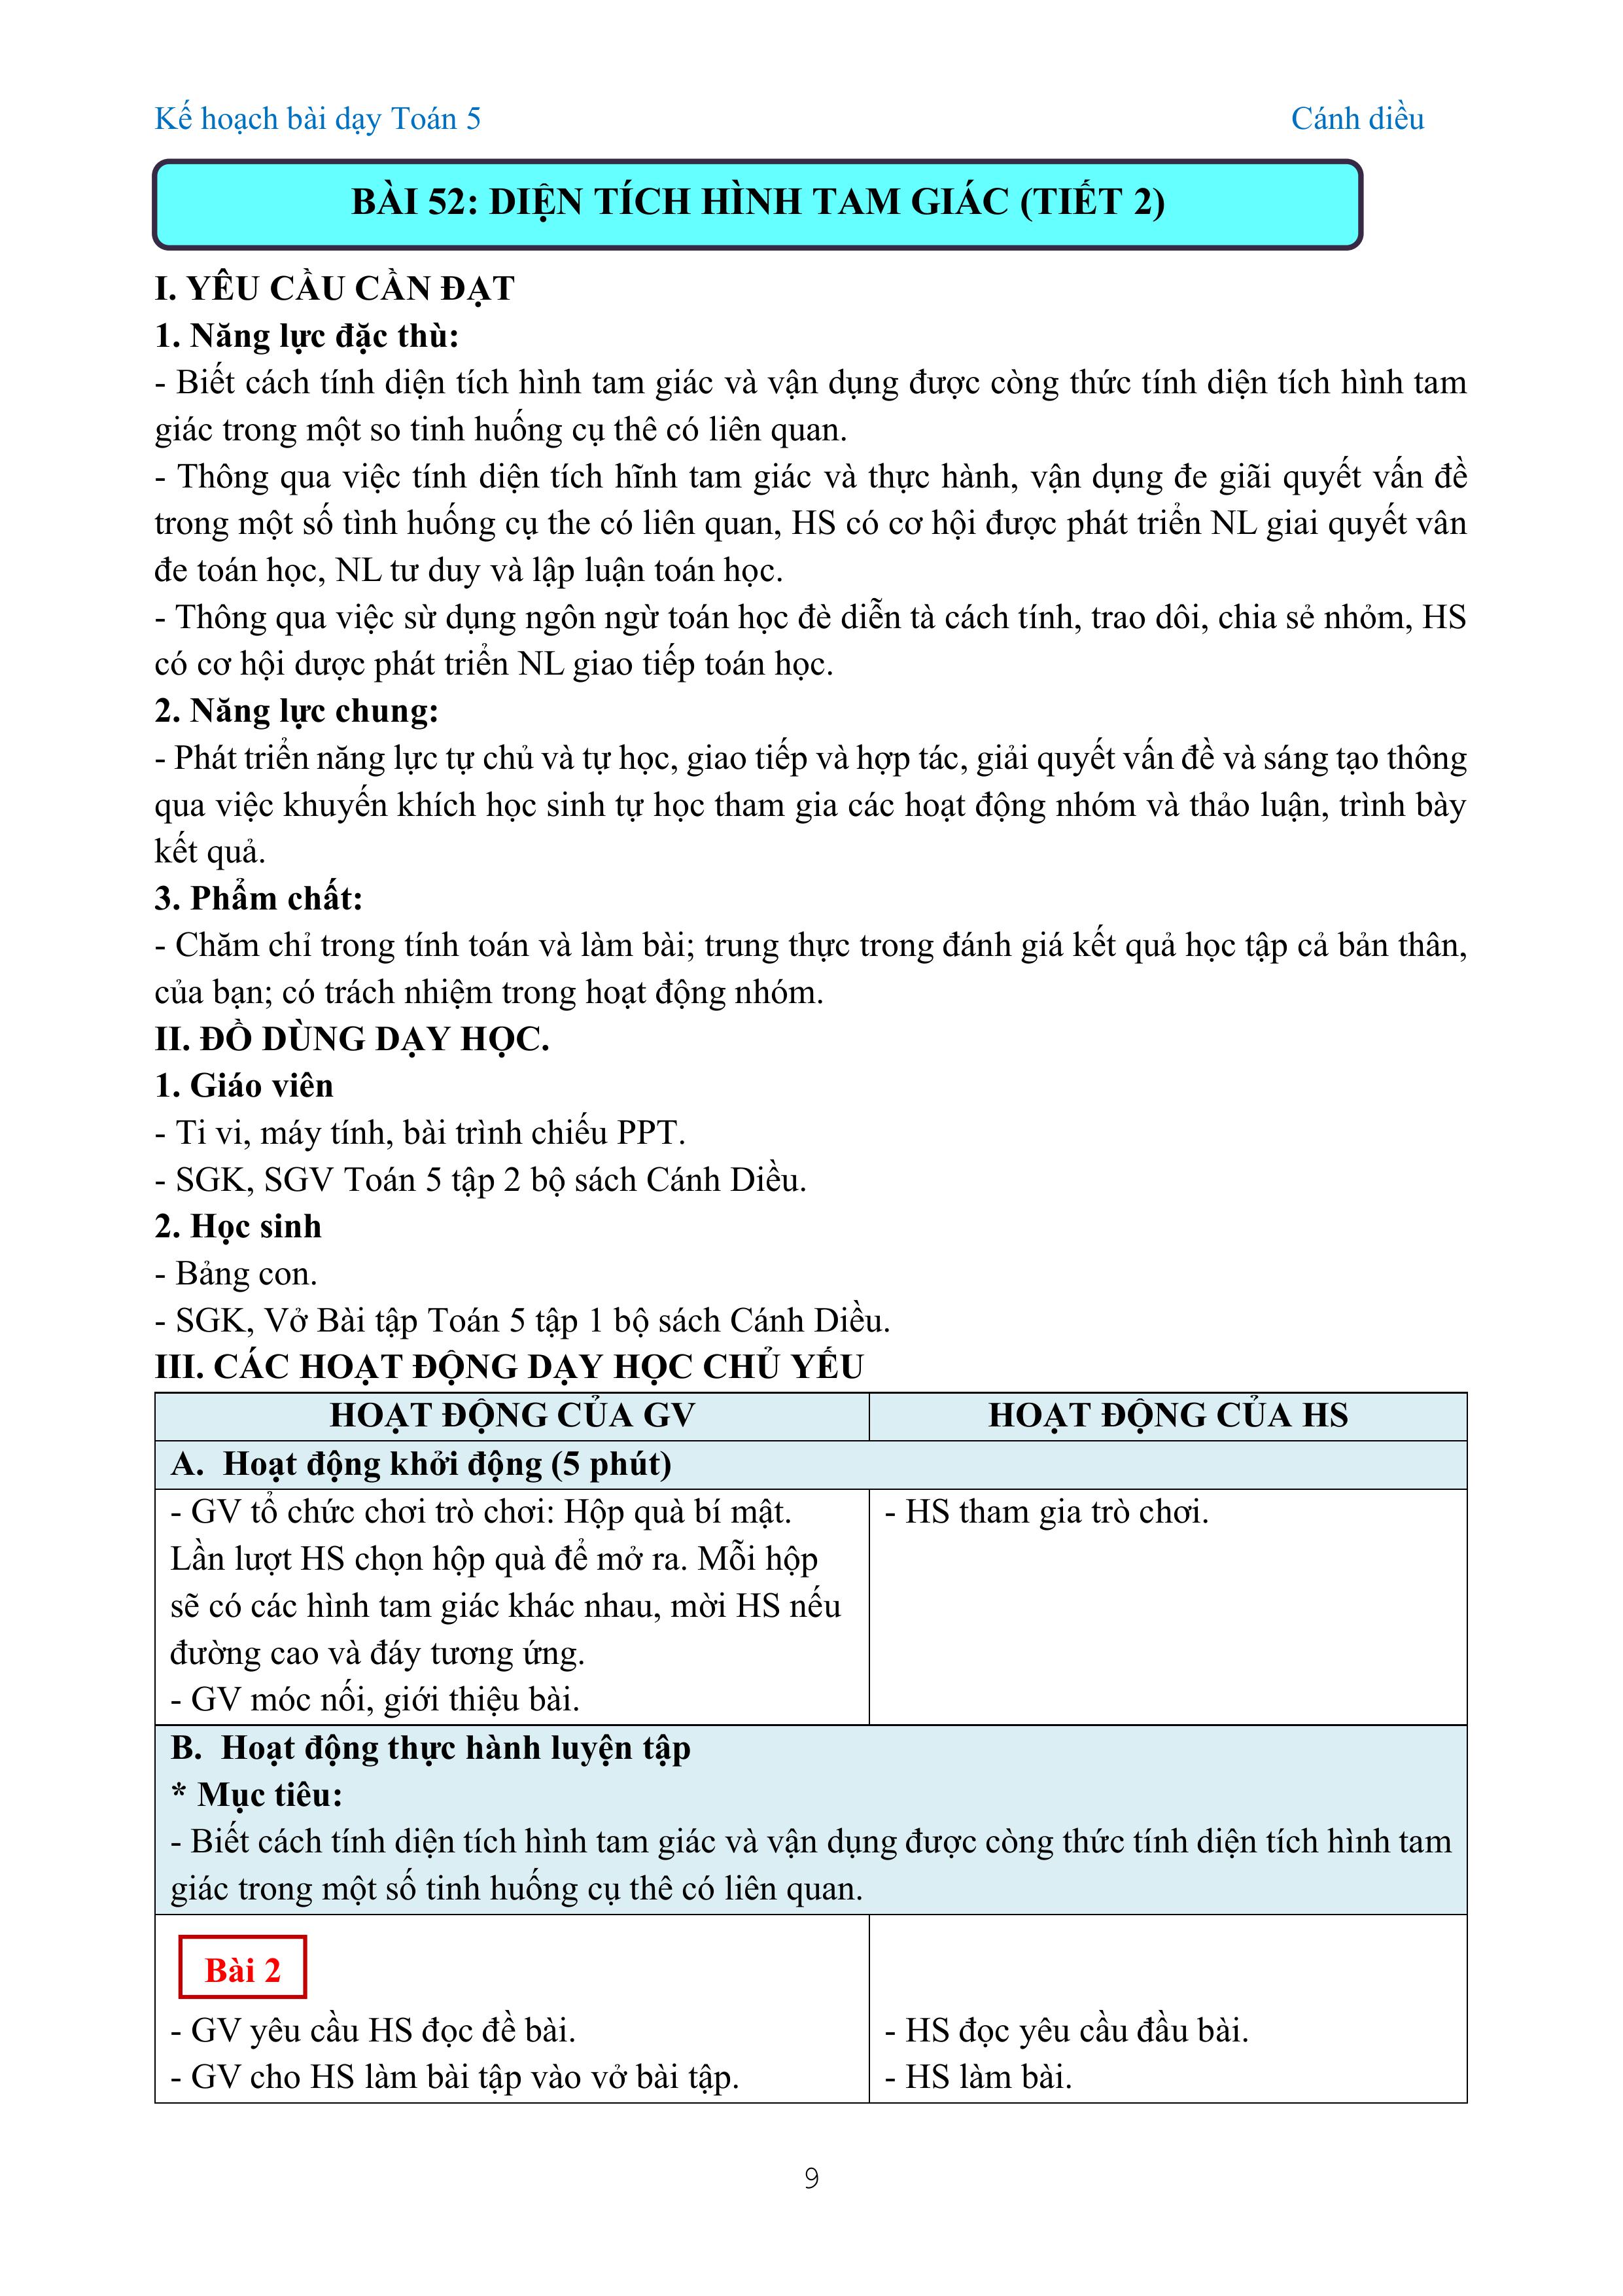 Kế hoạch bài dạy Toán 5 Cánh diều
BÀI 52: DIỆN TÍCH HÌNH TAM GIÁC (TIẾT 2)
I. YÊU CẦU CẦN ĐẠT
1. Năng lực đặc thù:
- Biết cách tính diện tích hình tam giác và vận dụng được còng thức tính diện tích hình tam
giác trong một so tinh huống cụ thê có liên quan.
- Thông qua việc tính diện tích hĩnh tam giác và thực hành, vận dụng đe giãi quyết vấn đề
trong một số tình huống cụ the có liên quan, HS có cơ hội được phát triển NL giai quyết vân
đe toán học, NL tư duy và lập luận toán học.
- Thông qua việc sừ dụng ngôn ngừ toán học đè diễn tà cách tính, trao dôi, chia sẻ nhỏm, HS
có cơ hội dược phát triển NL giao tiếp toán học.
2. Năng lực chung:
- Phát triển năng lực tự chủ và tự học, giao tiếp và hợp tác, giải quyết vấn đề và sáng tạo thông
qua việc khuyến khích học sinh tự học tham gia các hoạt động nhóm và thảo luận, trình bày
kết quả.
3. Phẩm chất:
- Chăm chỉ trong tính toán và làm bài; trung thực trong đánh giá kết quả học tập cả bản thân,
của bạn; có trách nhiệm trong hoạt động nhóm.
II. ĐỒ DÙNG DẠY HỌC.
1. Giáo viên
- Ti vi, máy tính, bài trình chiếu PPT.
- SGK, SGV Toán 5 tập 2 bộ sách Cánh Diều.
2. Học sinh
- Bảng con.
- SGK, Vở Bài tập Toán 5 tập 1 bộ sách Cánh Diều.
III. CÁC HOẠT ĐỘNG DẠY HỌC CHỦ YẾU
HOẠT ĐỘNG CỦA GV HOẠT ĐỘNG CỦA HS
A. Hoạt động khởi động (5 phút)
- GV tổ chức chơi trò chơi: Hộp quà bí mật. - HS tham gia trò chơi.
Lần lượt HS chọn hộp quà để mở ra. Mỗi hộp
sẽ có các hình tam giác khác nhau, mời HS nếu
đường cao và đáy tương ứng.
- GV móc nối, giới thiệu bài.
B. Hoạt động thực hành luyện tập
* Mục tiêu:
- Biết cách tính diện tích hình tam giác và vận dụng được còng thức tính diện tích hình tam
giác trong một số tinh huống cụ thê có liên quan.
Bài 2
- GV yêu cầu HS đọc đề bài. - HS đọc yêu cầu đầu bài.
- GV cho HS làm bài tập vào vở bài tập. - HS làm bài.
9